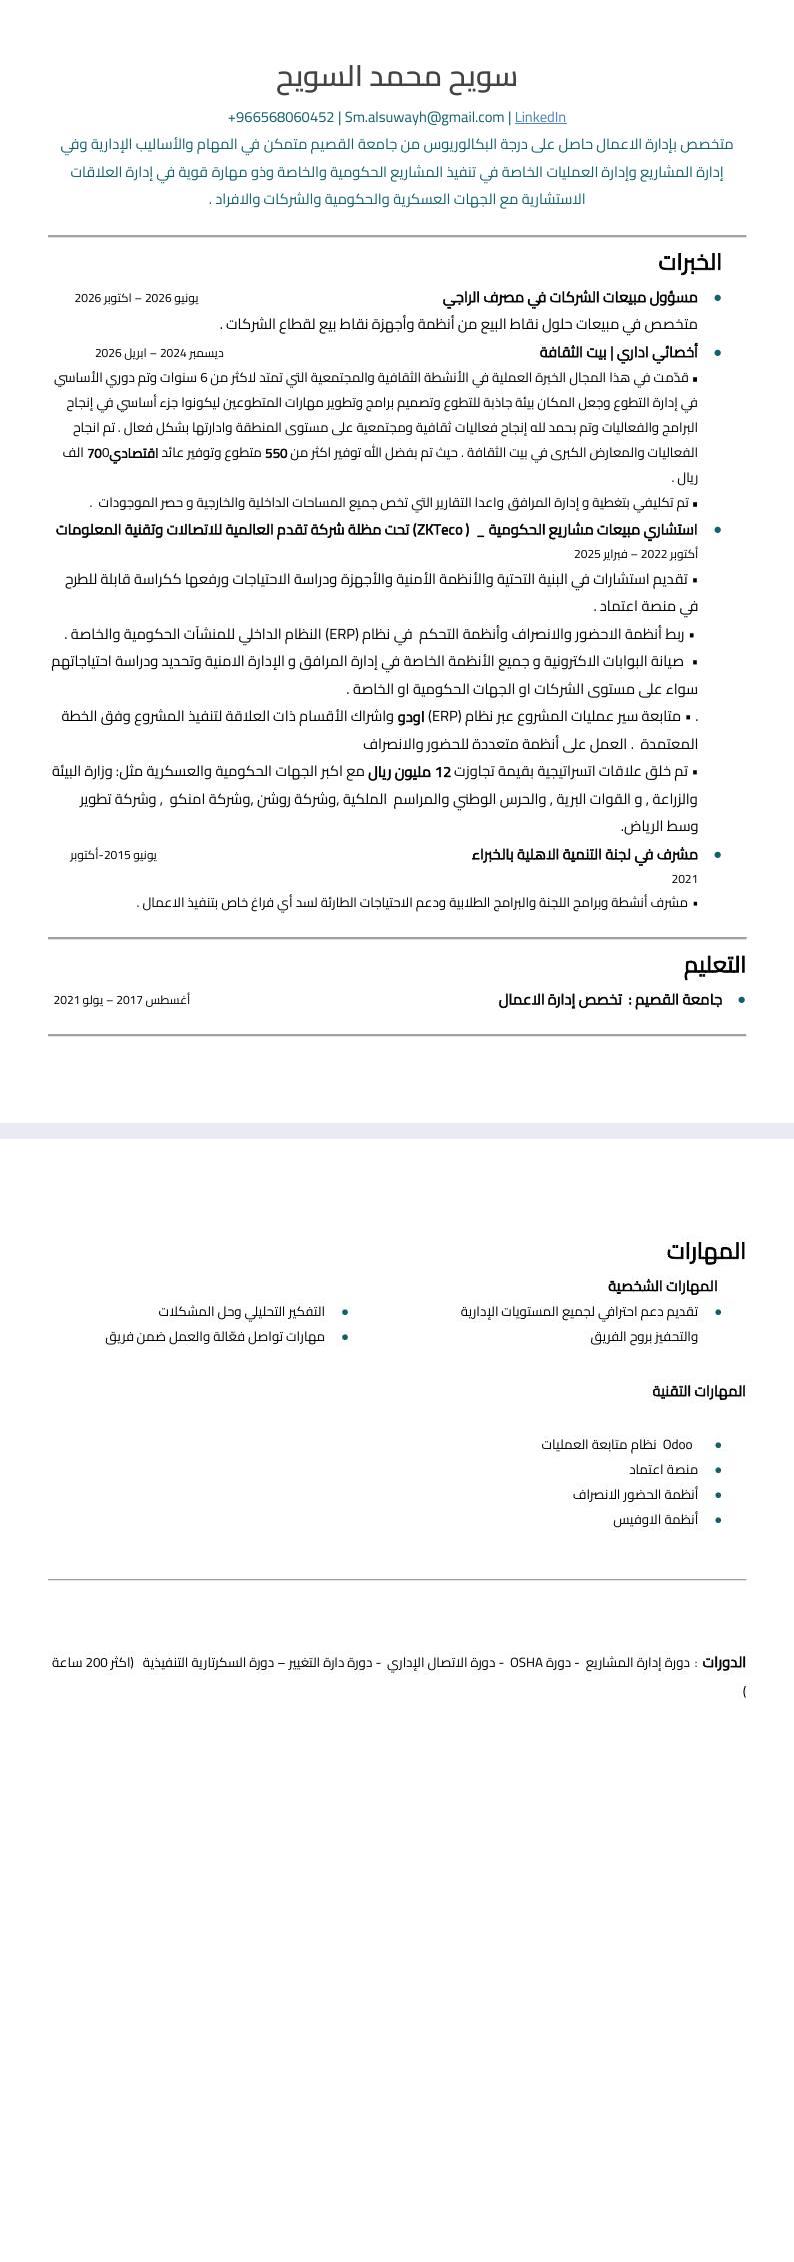 سويح محمد السويح
+966568060452 | Sm.alsuwayh@gmail.com | LinkedIn
متخصص بإدارة الاعمال حاصل على درجة البكالوريوس من جامعة القصيم متمكن في المهام والأساليب الإدارية وفي
إدارة المشاريع وإدارة العمليات الخاصة في تنفيذ المشاريع الحكومية والخاصة وذو مهارة قوية في إدارة العلاقات
الاستشارية مع الجهات العسكرية والحكومية والشركات والافراد .
الخبرات
• مسؤول مبيعات الشركات في مصرف الراجي يونيو 2026 – اكتوبر 2026
متخصص في مبيعات حلول نقاط البيع من أنظمة وأجهزة نقاط بيع لقطاع الشركات .
• أخصائي اداري | بيت الثقافة ديسمبر 2024 – ابريل 2026
▪ قدّمت في هذا المجال الخبرة العملية في الأنشطة الثقافية والمجتمعية التي تمتد لاكثر من 6 سنوات وتم دوري الأساسي
في إدارة التطوع وجعل المكان بيئة جاذبة للتطوع وتصميم برامج وتطوير مهارات المتطوعين ليكونوا جزء أساسي في إنجاح
البرامج والفعاليات وتم بحمد لله إنجاح فعاليات ثقافية ومجتمعية على مستوى المنطقة وادارتها بشكل فعال . تم انجاح
الفعاليات والمعارض الكبرى في بيت الثقافة . حيث تم بفضل الله توفير اكثر من 550 متطوع وتوفير عائد اقتصادي700 الف
ريال .
▪ تم تكليفي بتغطية و إدارة المرافق واعدا التقارير التي تخص جميع المساحات الداخلية والخارجية و حصر الموجودات .
• استشاري مبيعات مشاريع الحكومية _ ( ZKTeco) تحت مظلة شركة تقدم العالمية للاتصالات وتقنية المعلومات
أكتوبر 2022 – فبراير 2025
▪ تقديم استشارات في البنية التحتية والأنظمة الأمنية والأجهزة ودراسة الاحتياجات ورفعها ككراسة قابلة للطرح
في منصة اعتماد .
▪ ربط أنظمة الاحضور والانصراف وأنظمة التحكم في نظام (ERP) النظام الداخلي للمنشآت الحكومية والخاصة .
▪ صيانة البوابات الاكترونية و جميع الأنظمة الخاصة في إدارة المرافق و الإدارة الامنية وتحديد ودراسة احتياجاتهم
سواء على مستوى الشركات او الجهات الحكومية او الخاصة .
. ▪ متابعة سير عمليات المشروع عبر نظام (ERP) اودو واشراك الأقسام ذات العلاقة لتنفيذ المشروع وفق الخطة
المعتمدة . العمل على أنظمة متعددة للحضور والانصراف
▪ تم خلق علاقات اتسراتيجية بقيمة تجاوزت 12 مليون ريال مع اكبر الجهات الحكومية والعسكرية مثل: وزارة البيئة
والزراعة , و القوات البرية , والحرس الوطني والمراسم الملكية ,وشركة روشن ,وشركة امنكو , وشركة تطوير
وسط الرياض.
• مشرف في لجنة التنمية الاهلية بالخبراء يونيو 2015-أكتوبر
2021
▪ مشرف أنشطة وبرامج اللجنة والبرامج الطلابية ودعم الاحتياجات الطارئة لسد أي فراغ خاص بتنفيذ الاعمال .
التعليم
• جامعة القصيم : تخصص إدارة الاعمال أغسطس 2017 – يولو 2021
المهارات
المهارات الشخصية
• تقديم دعم احترافي لجميع المستويات الإدارية
والتحفيز بروح الفريق
• التفكير التحليلي وحل المشكلات
• مهارات تواصل فعّالة والعمل ضمن فريق
المهارات التقنية
• Odoo نظام متابعة العمليات
• منصة اعتماد
• أنظمة الحضور الانصراف
• أنظمة الاوفيس
الدورات : دورة إدارة المشاريع - دورة OSHA - دورة الاتصال الإداري - دورة دارة التغيير – دورة السكرتارية التنفيذية (اكثر 200 ساعة
)